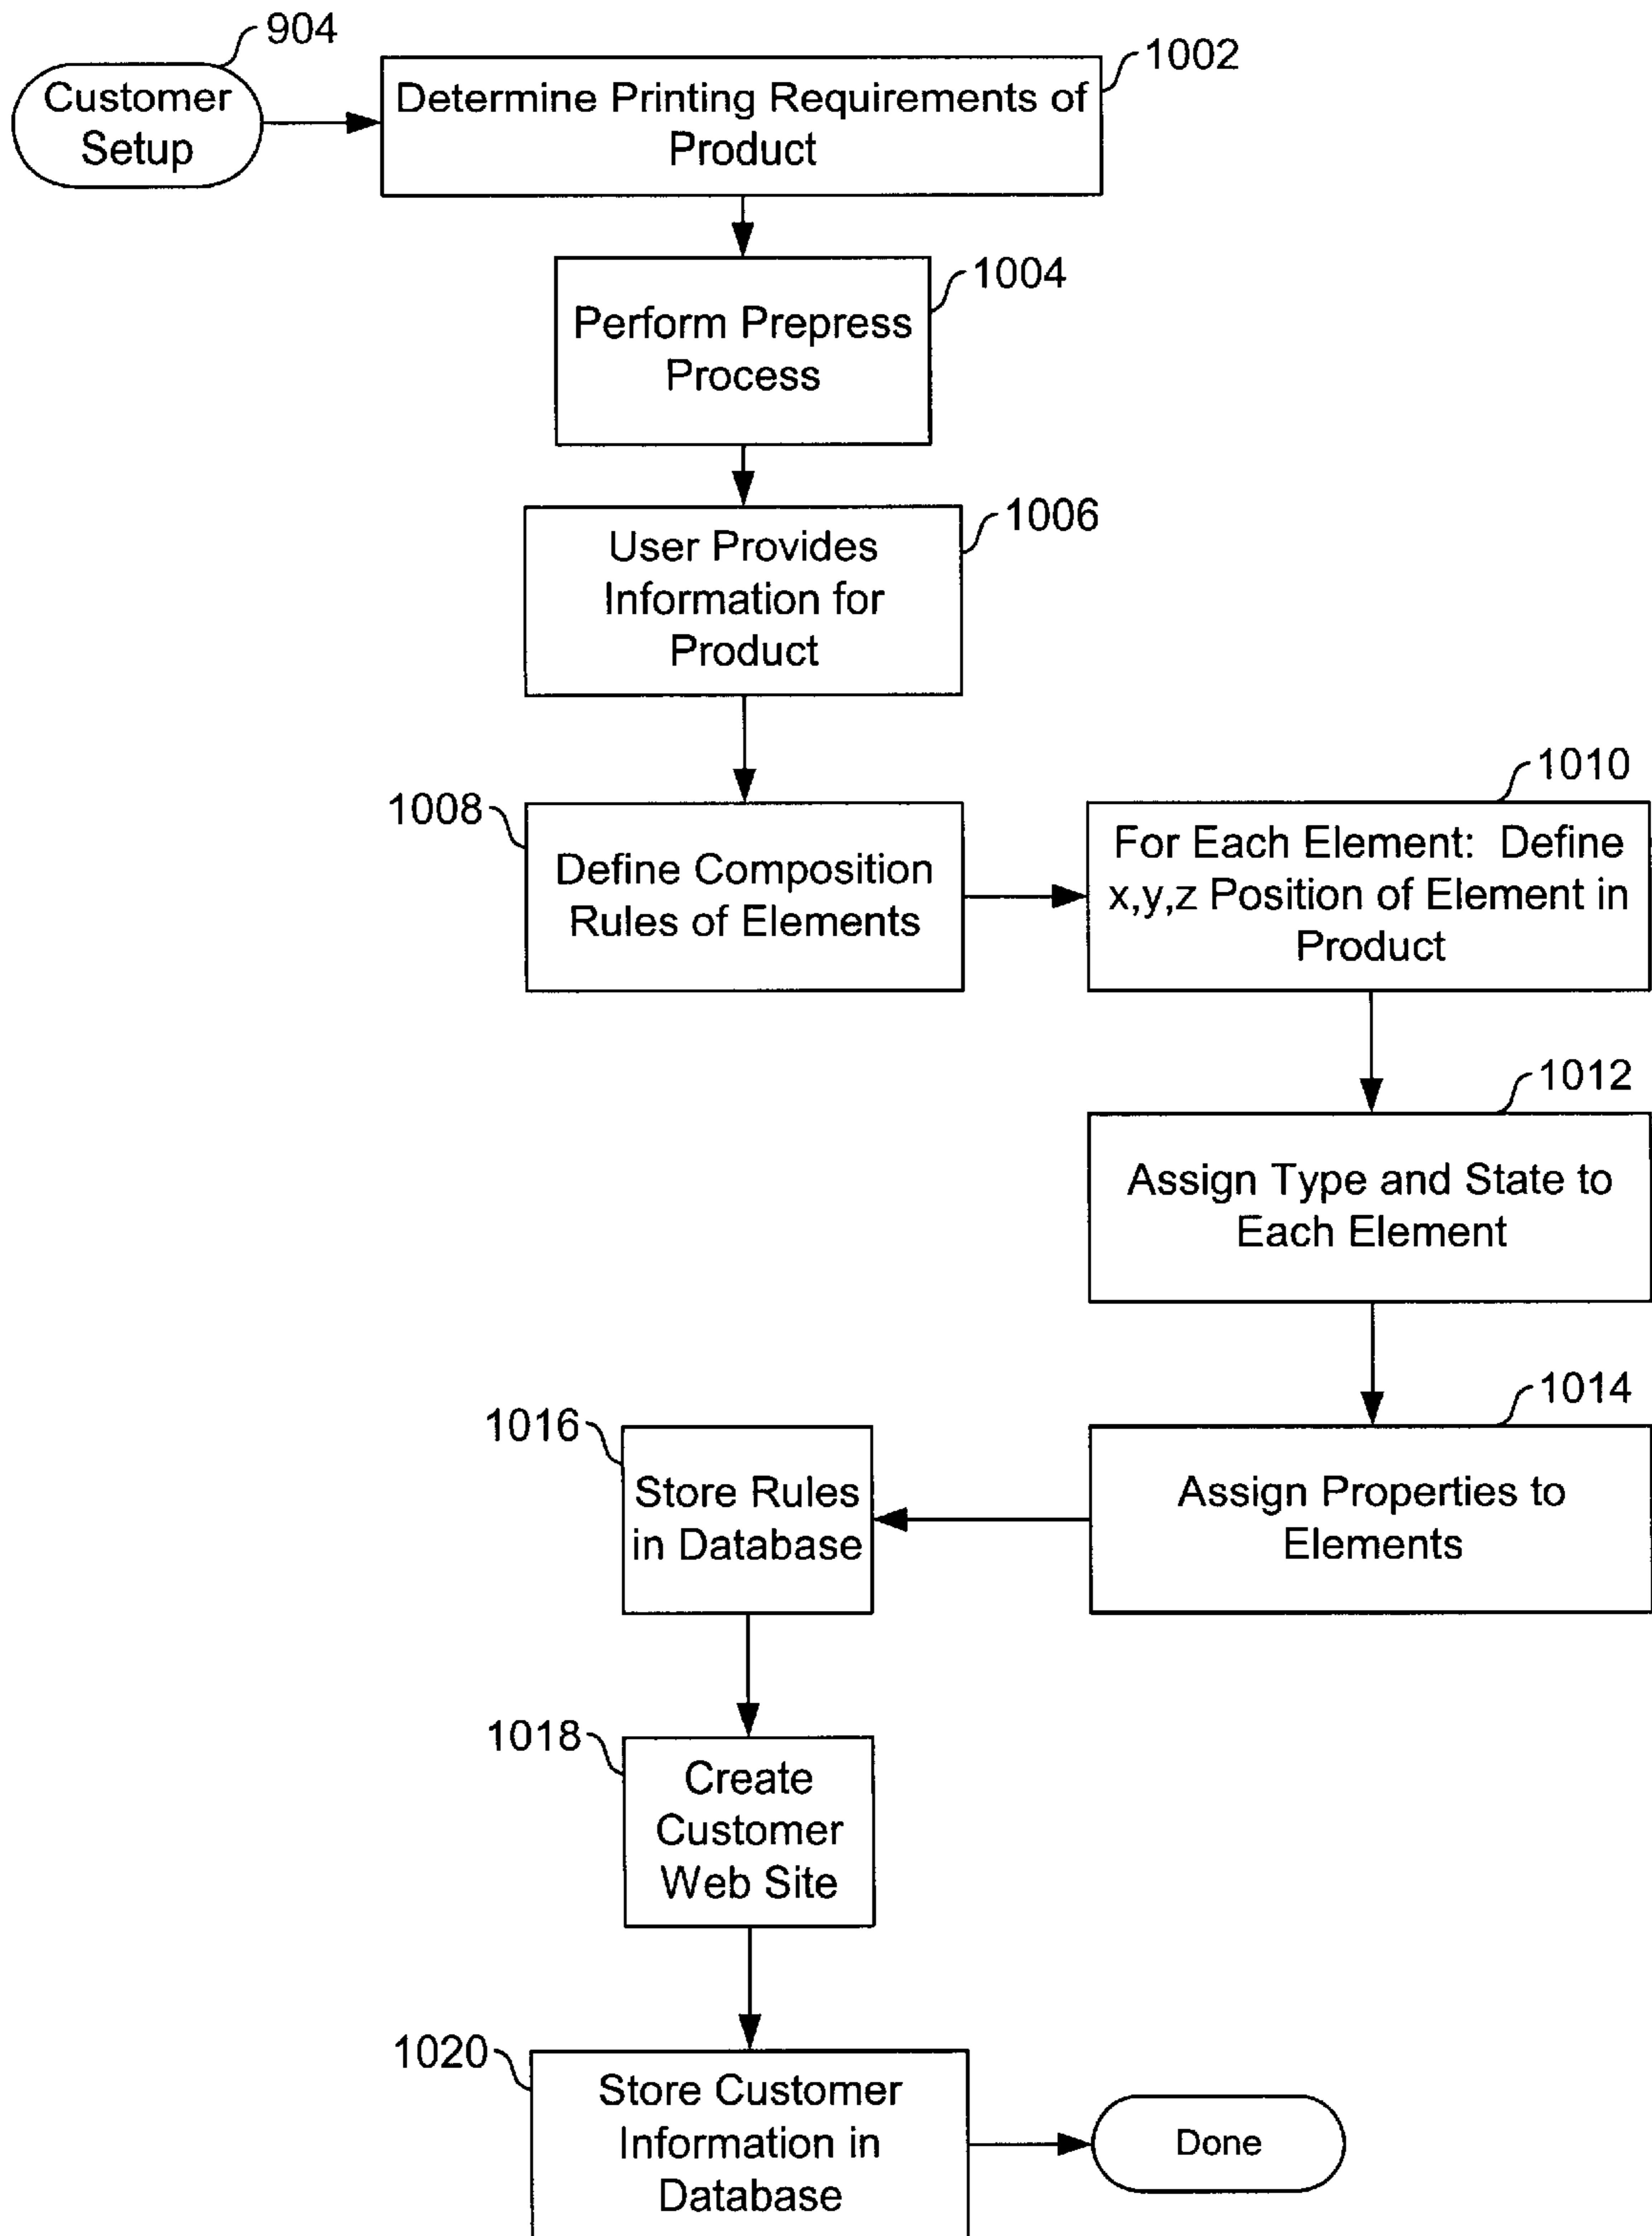 904
Customer
Setup
1002
Determine Printing Requirements of
Product
1004
Perform Prepress
Process
1006
User Provides
Information for
Product
1008
Define Composition
Rules of Elements
1010
For Each Element: Define
x,y,z Position of Element in
Product
1012
Assign Type and State to
Each Element
1014
Assign Properties to
Elements
1016
Store Rules
in Database
1018
Create
Customer
Web Site
1020
Store Customer
Information in
Database
Done